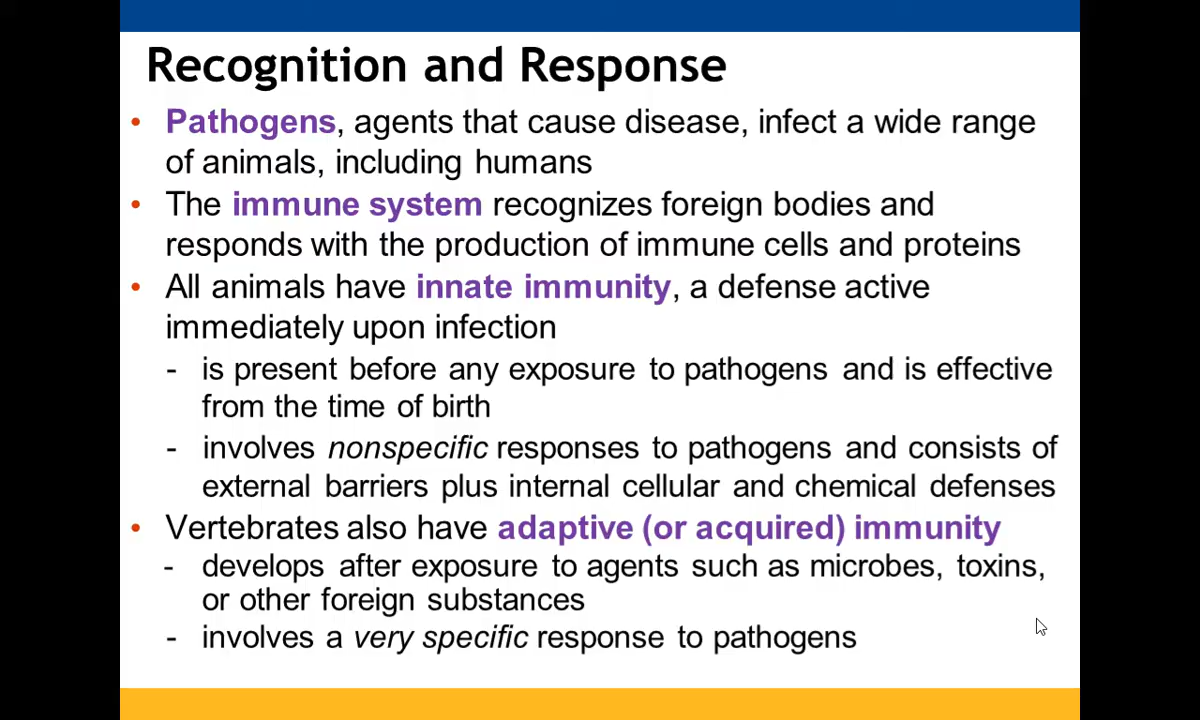 Recognition and Response
• Pathogens, agents that cause disease, infect a wide range
of animals, including humans
• The immune system recognizes foreign bodies and
responds with the production of immune cells and proteins
• All animals have innate immunity, a defense active
immediately upon infection
- is present before any exposure to pathogens and is effective
from the time of birth
- involves nonspecific responses to pathogens and consists of
external barriers plus internal cellular and chemical defenses
• Vertebrates also have adaptive (or acquired) immunity
- develops after exposure to agents such as microbes, toxins,
or other foreign substances
- involves a very specific response to pathogens